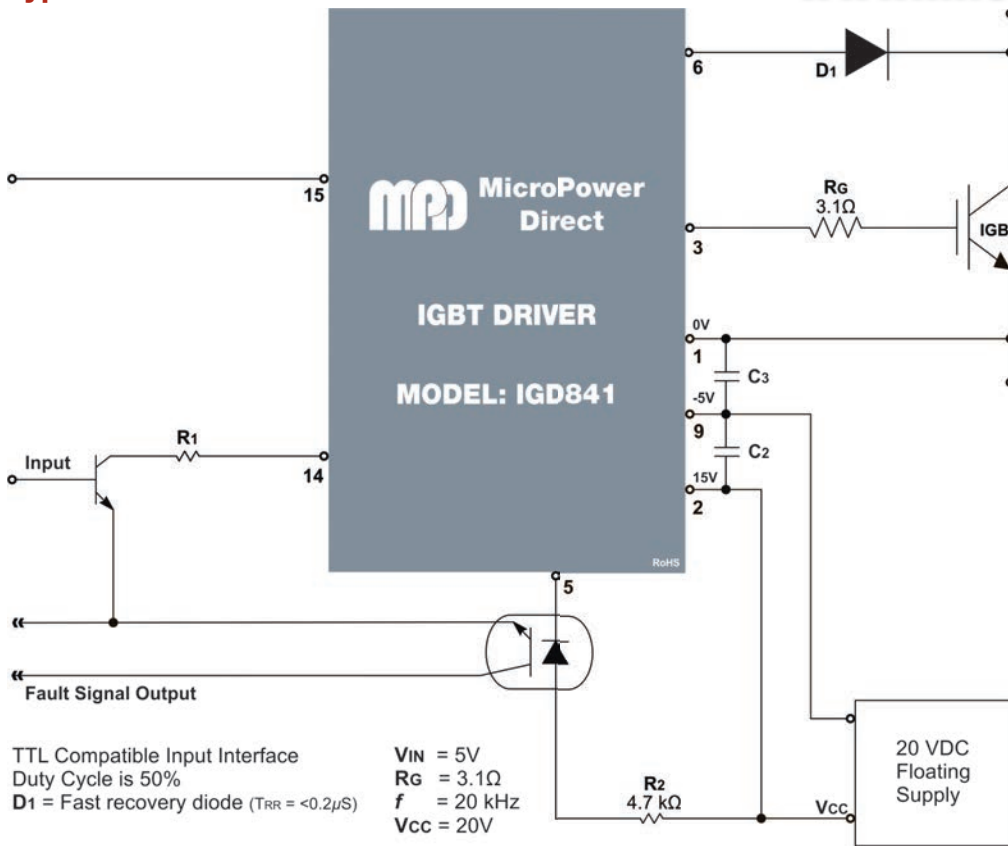 6
D1
15
MPD MicroPower
Direct
RG
3.1Ω
3
IGBT DRIVER
0V
1
C3
MODEL: IGD841
-5V
9
R1
C2
Input
14
15V
2
RoHS
5
Fault Signal Output
TTL Compatible Input Interface
Duty Cycle is 50%
D1 = Fast recovery diode (TRR = <0.2µS)
VIN = 5V
RG = 3.1Ω
f = 20 kHz
VCC = 20V
R2
4.7 kΩ
VCC
20 VDC
Floating
Supply